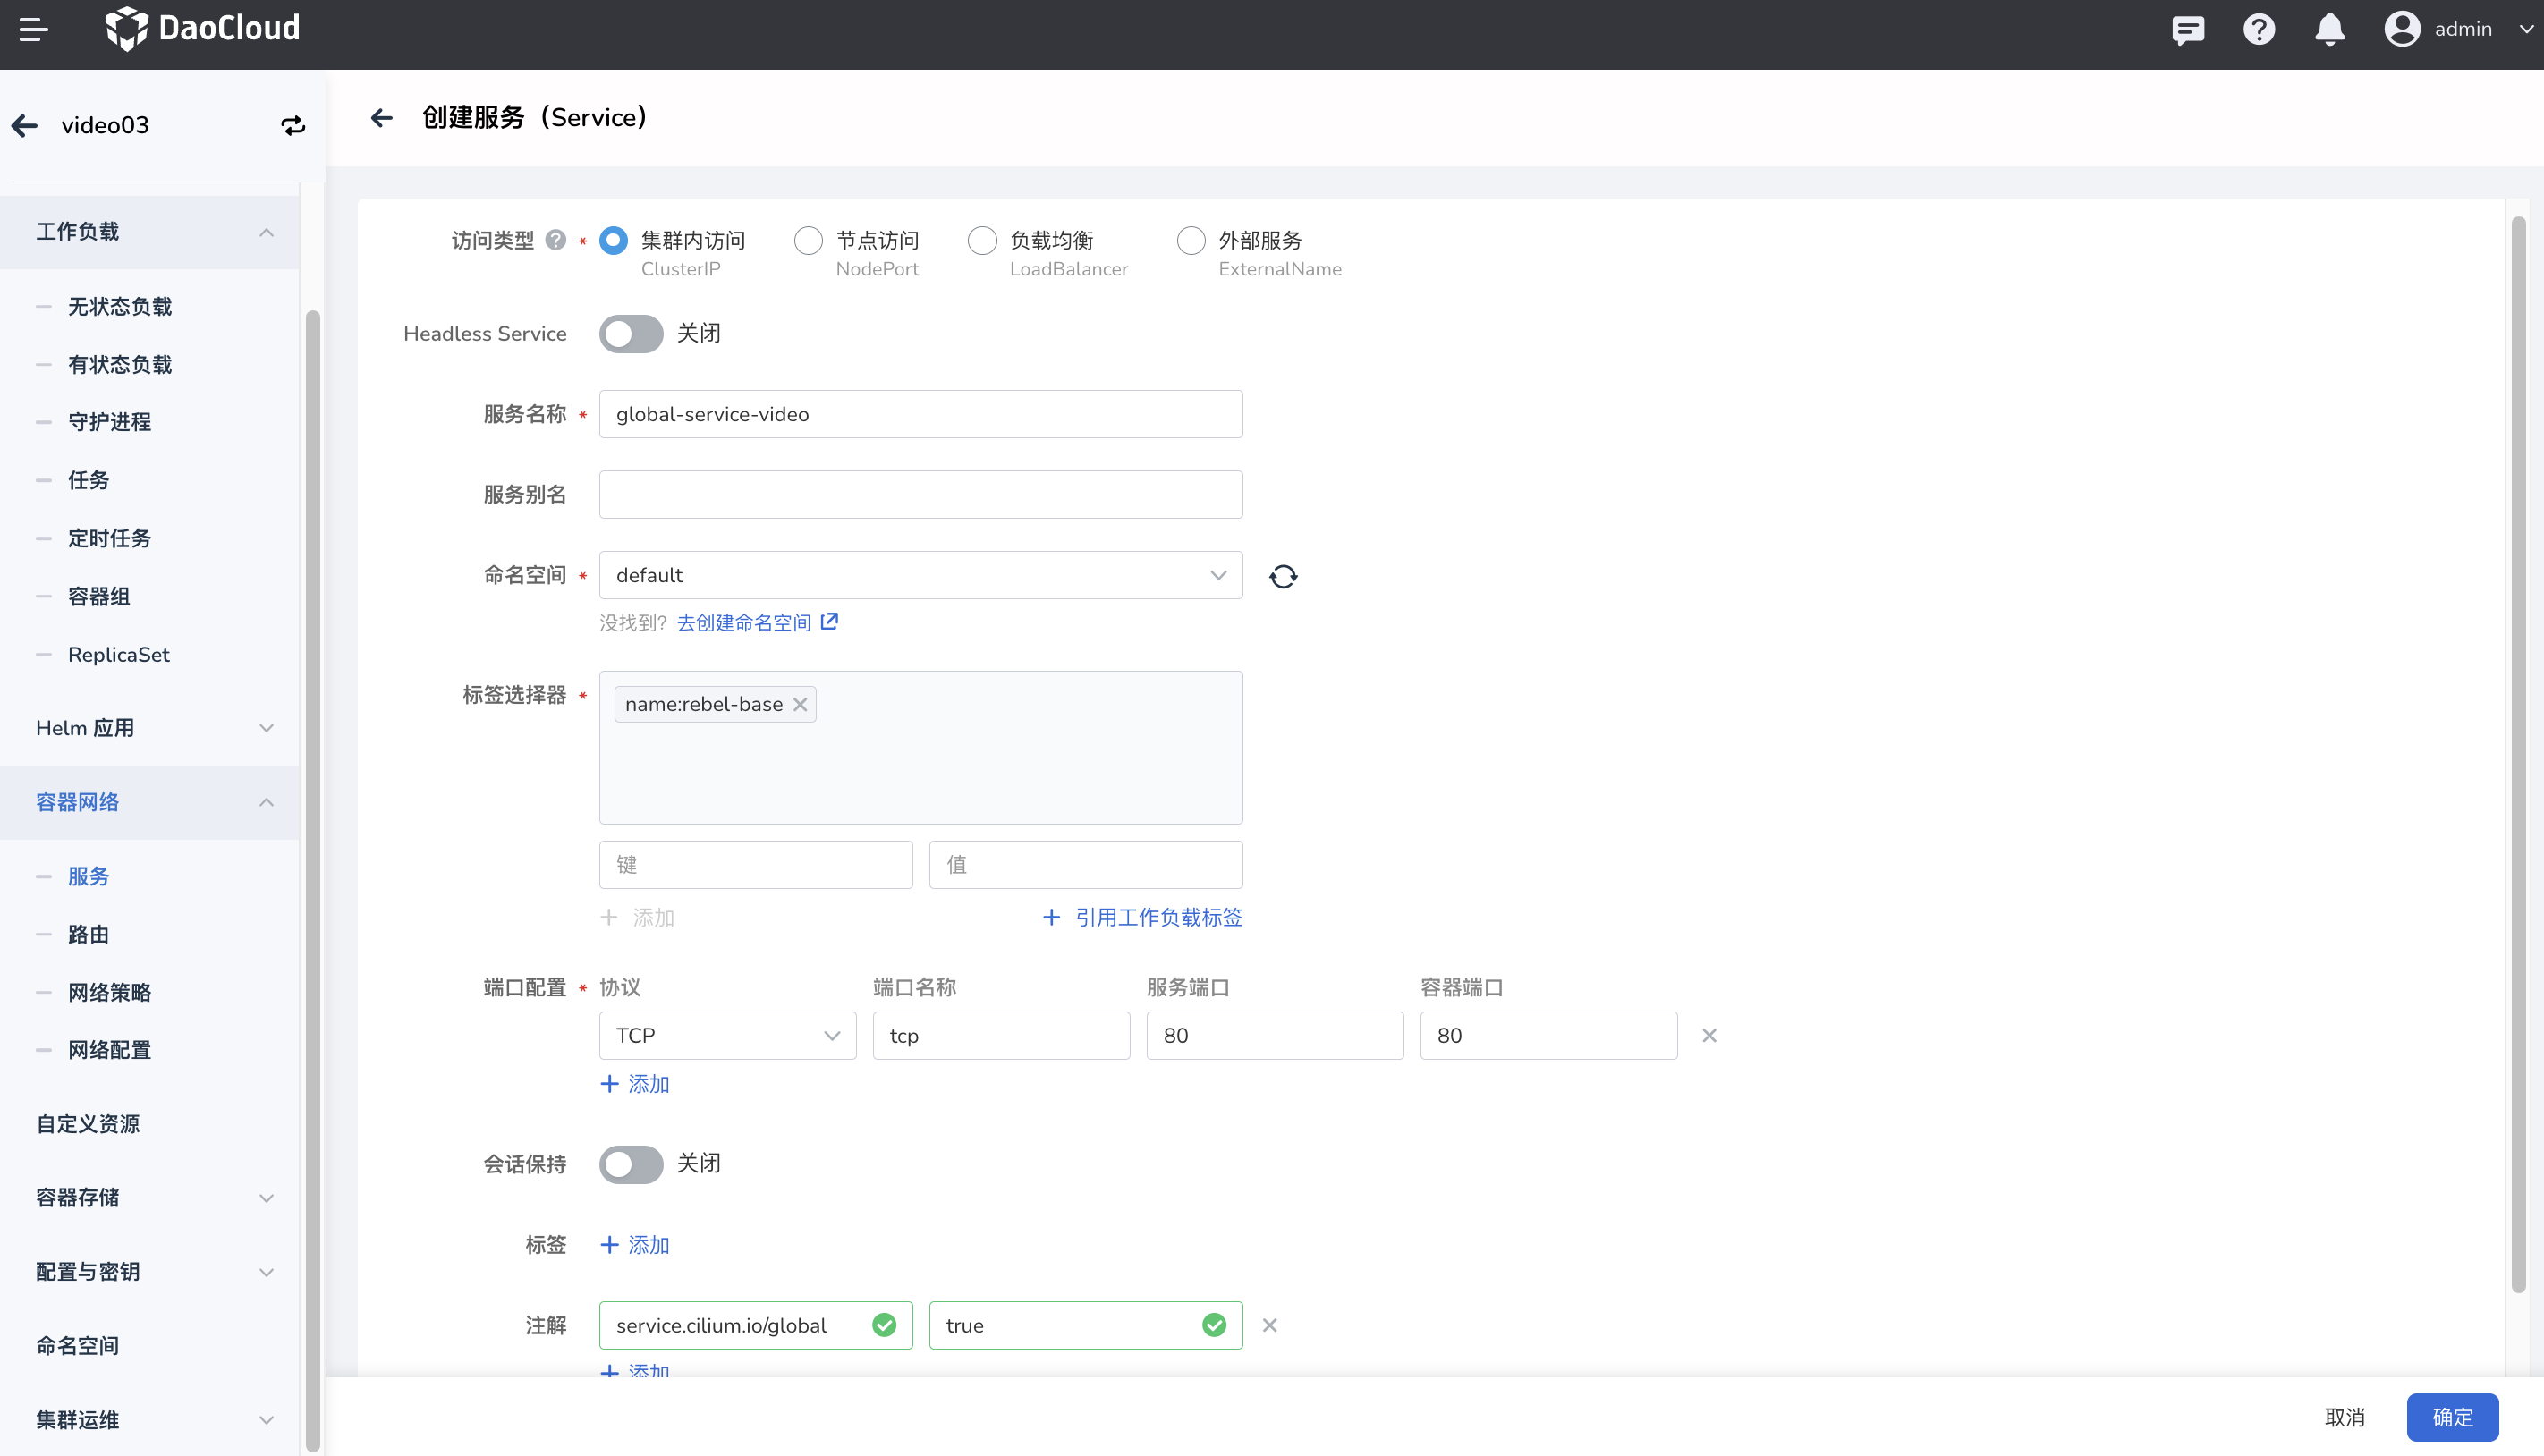 DaoCloud
admin
video03
工作负载
无状态负载
有状态负载
守护进程
任务
定时任务
容器组
ReplicaSet
Helm 应用
容器网络
服务
路由
网络策略
网络配置
自定义资源
容器存储
配置与密钥
命名空间
集群运维
创建服务（Service）
访问类型 * 集群内访问 节点访问 负载均衡 外部服务
ClusterIP NodePort LoadBalancer ExternalName
Headless Service 关闭
服务名称 * global-service-video
服务别名
命名空间 * default
没找到? 去创建命名空间
标签选择器 * name:rebel-base
键 值
+ 添加 + 引用工作负载标签
端口配置 * 协议 端口名称 服务端口 容器端口
TCP tcp 80 80
+ 添加
会话保持 关闭
标签 + 添加
注解 service.cilium.io/global true
+ 添加
取消 确定